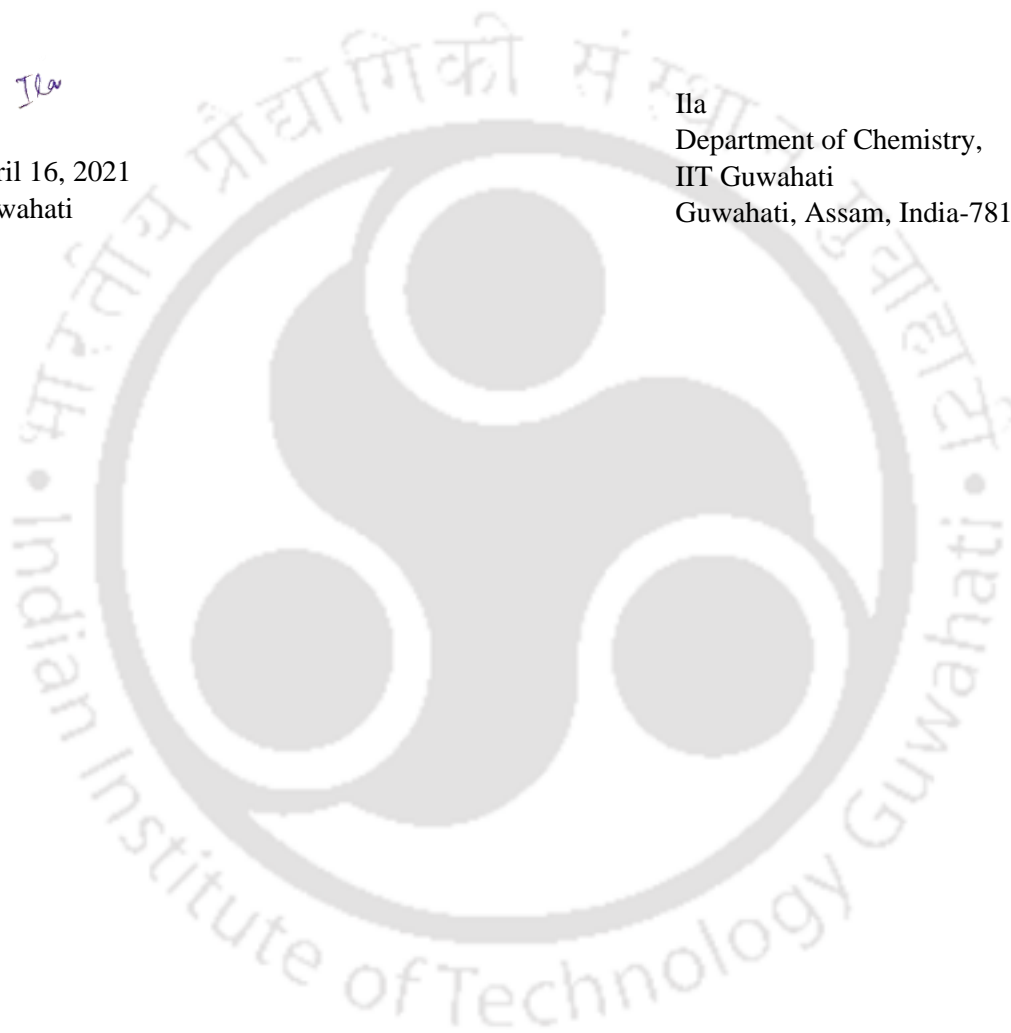 Ila
ril 16, 2021
wahati
Ila
Department of Chemistry,
IIT Guwahati
Guwahati, Assam, India-781
भारतीय प्रौद्योगिकी संस्थान गुवाहाटी
Indian Institute of Technology Guwahati